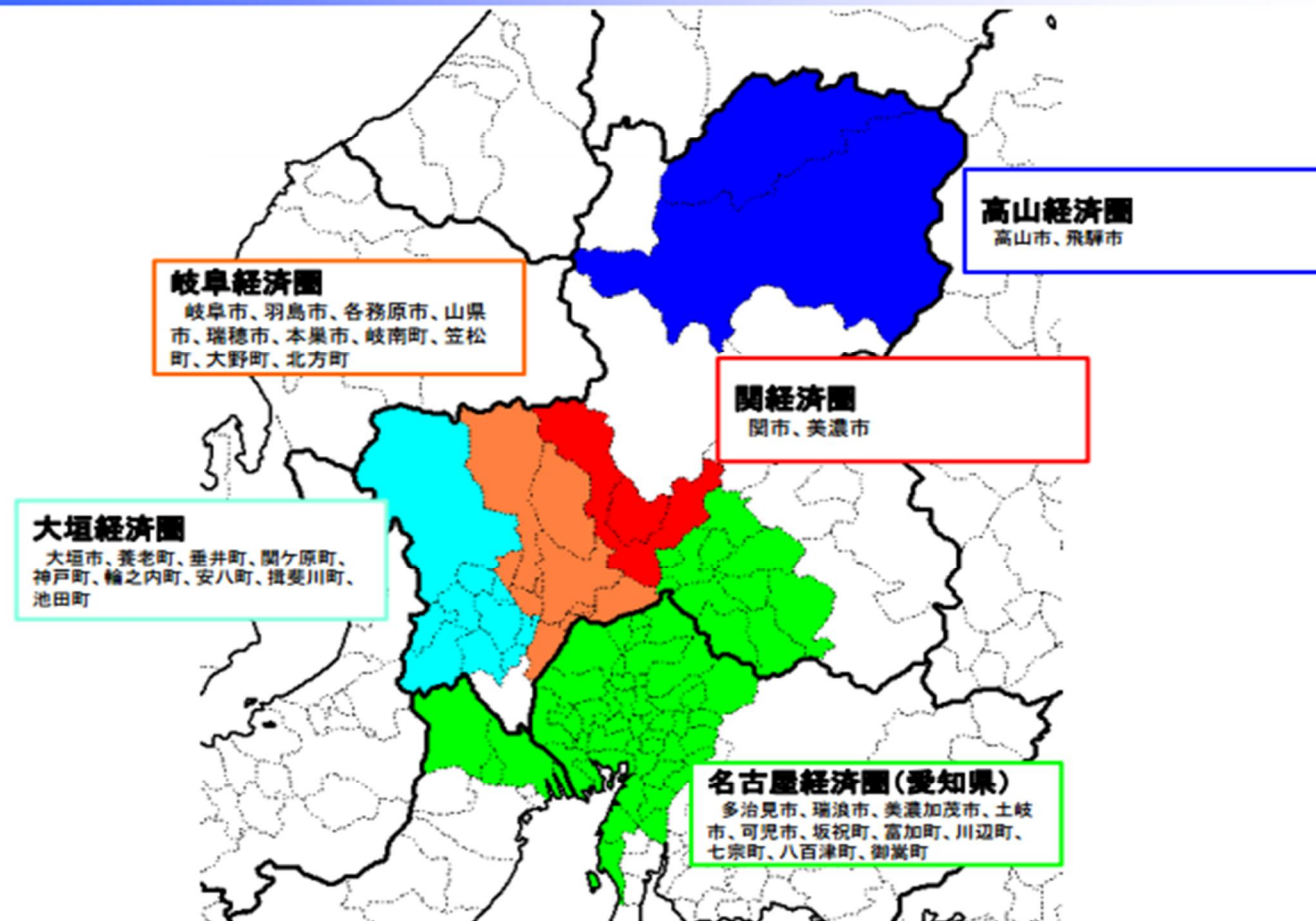 高山経済圏
高山市、飛騨市
岐阜経済圏
岐阜市、羽島市、各務原市、山県
市、瑞穂市、本巣市、岐南町、笠松
町、大野町、北方町
関経済圏
関市、美濃市
大垣経済圏
大垣市、養老町、垂井町、関ケ原町、
神戸町、輪之内町、安八町、揖斐川町、
池田町
名古屋経済圏(愛知県)
多治見市、瑞浪市、美濃加茂市、土岐
市、可児市、坂祝町、富加町、川辺町、
七宗町、八百津町、御嵩町